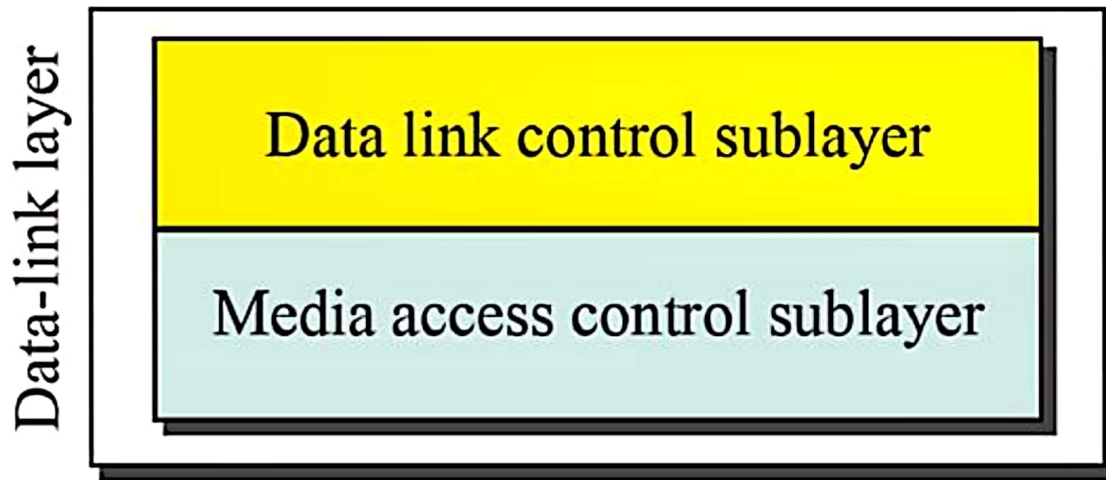 Data-link layer
Data link control sublayer
Media access control sublayer